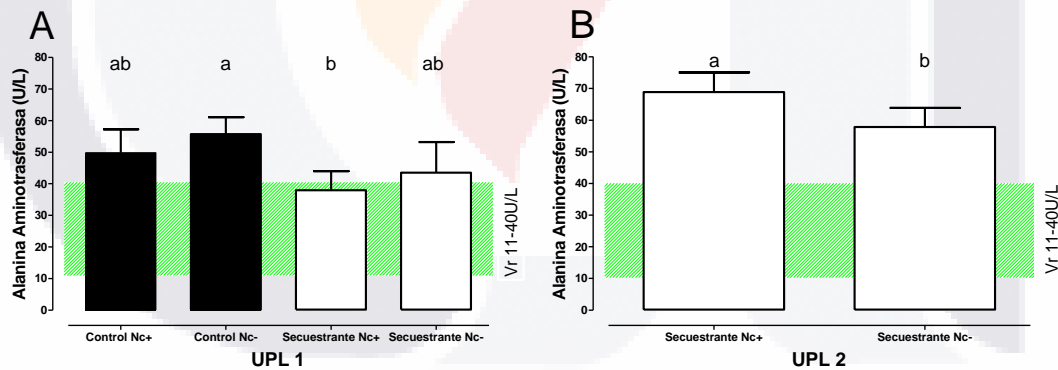 A
Alanina Aminotrasferasa (U/L)
80
70
60
50
40
30
20
10
0
ab
a
b
ab
Vr 11-40U/L
Control Nc+
Control Nc-
Secuestrante Nc+
Secuestrante Nc-
UPL 1
B
Alanina Aminotrasferasa (U/L)
80
70
60
50
40
30
20
10
0
a
b
Vr 11-40U/L
Secuestrante Nc+
Secuestrante Nc-
UPL 2